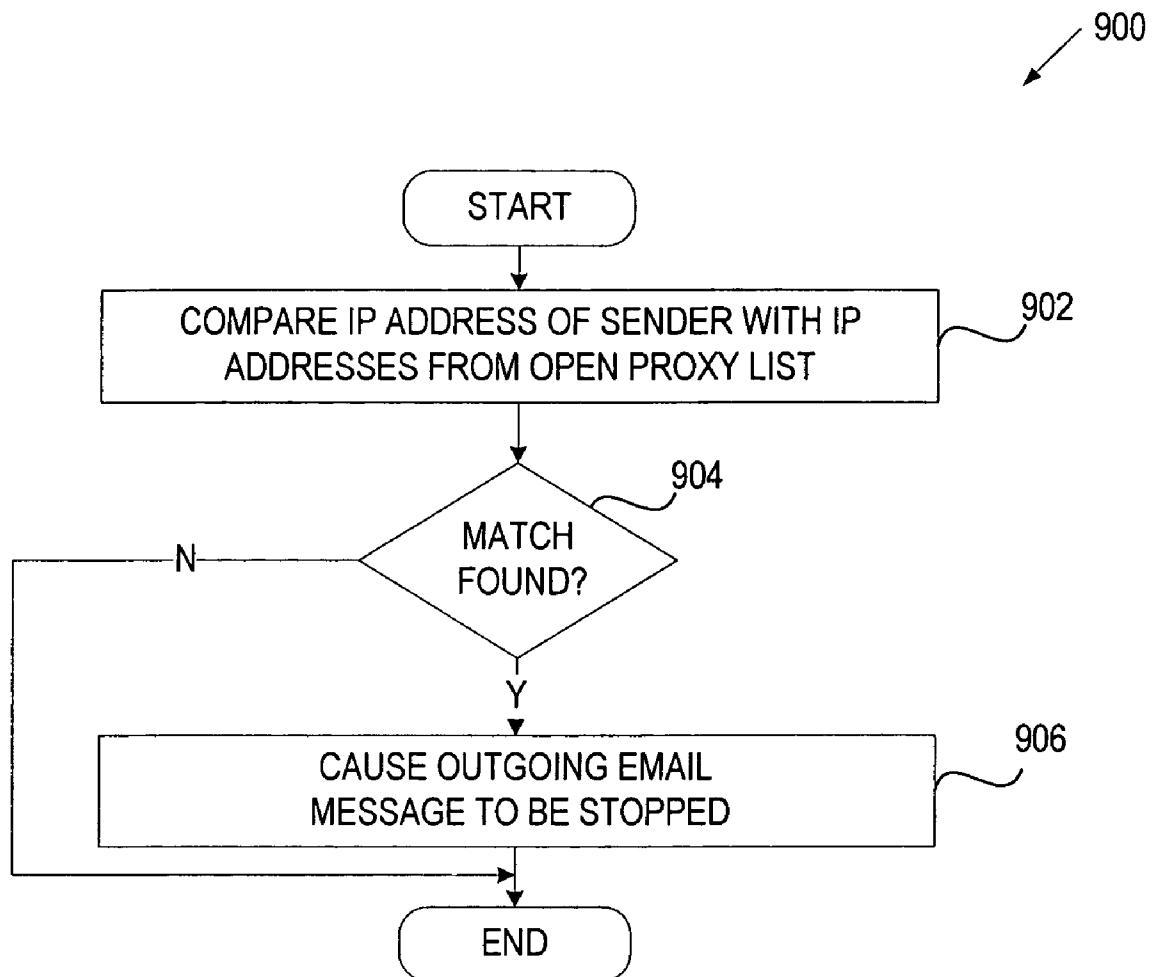 900
START
COMPARE IP ADDRESS OF SENDER WITH IP
ADDRESSES FROM OPEN PROXY LIST
902
904
MATCH
FOUND?
N
Y
CAUSE OUTGOING EMAIL
MESSAGE TO BE STOPPED
906
END